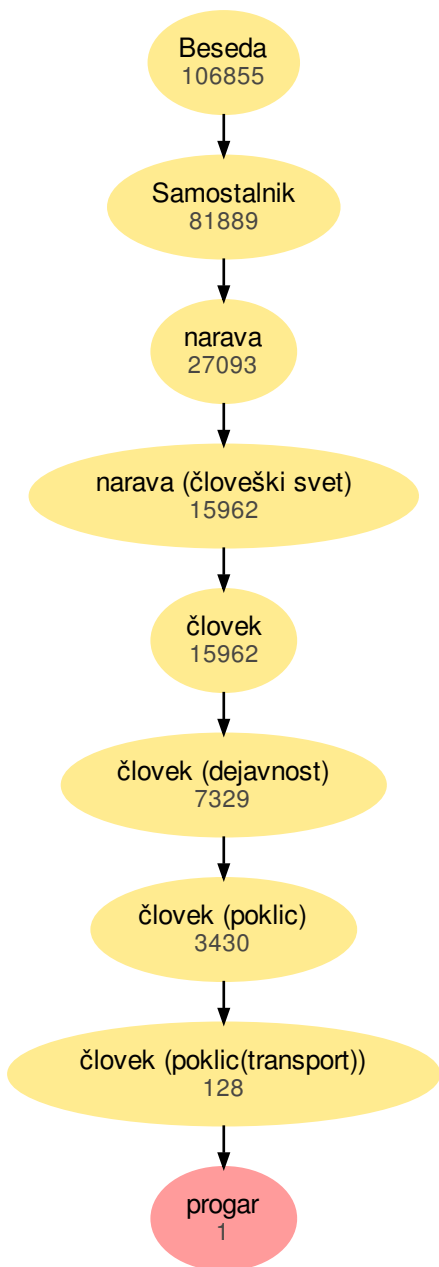 Beseda
106855
Samostalnik
81889
narava
27093
narava (človeški svet)
15962
človek
15962
človek (dejavnost)
7329
človek (poklic)
3430
človek (poklic(transport))
128
progar
1